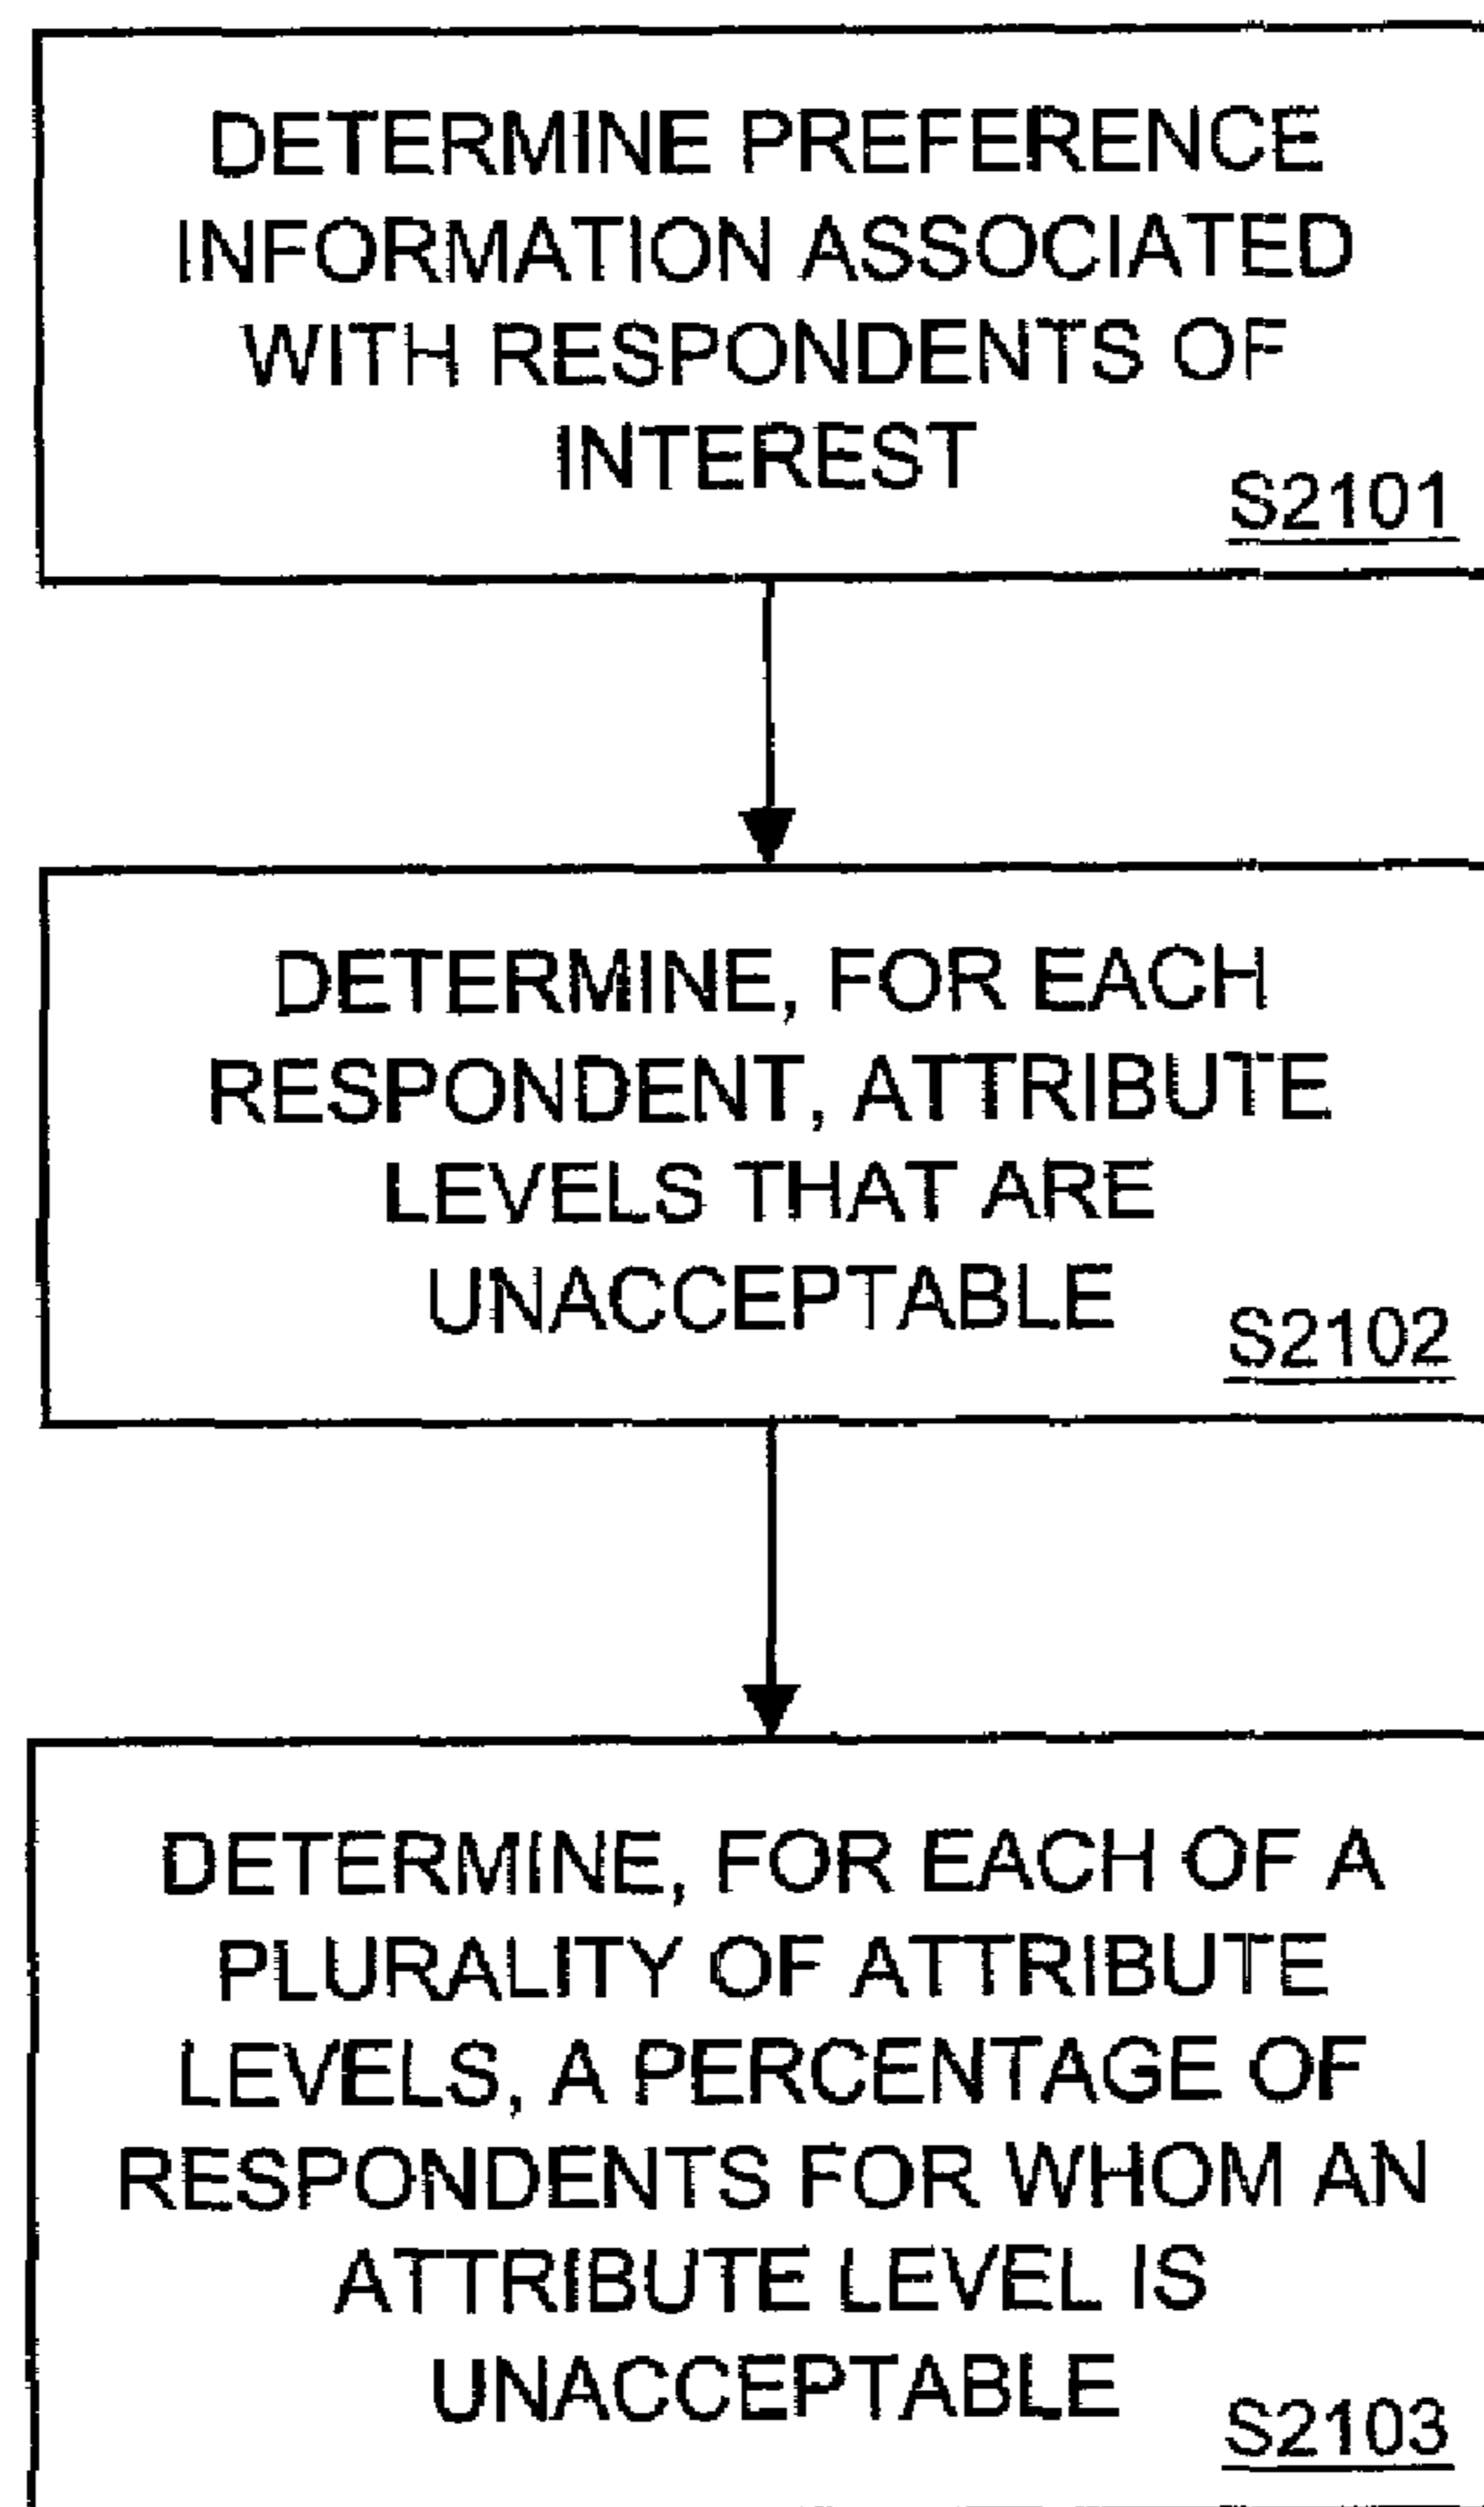 DETERMINE PREFERENCE
INFORMATION ASSOCIATED
WITH RESPONDENTS OF
INTEREST
S2101
DETERMINE, FOR EACH
RESPONDENT, ATTRIBUTE
LEVELS THAT ARE
UNACCEPTABLE
S2102
DETERMINE, FOR EACH OF A
PLURALITY OF ATTRIBUTE
LEVELS, A PERCENTAGE OF
RESPONDENTS FOR WHOM AN
ATTRIBUTE LEVEL IS
UNACCEPTABLE
S2103